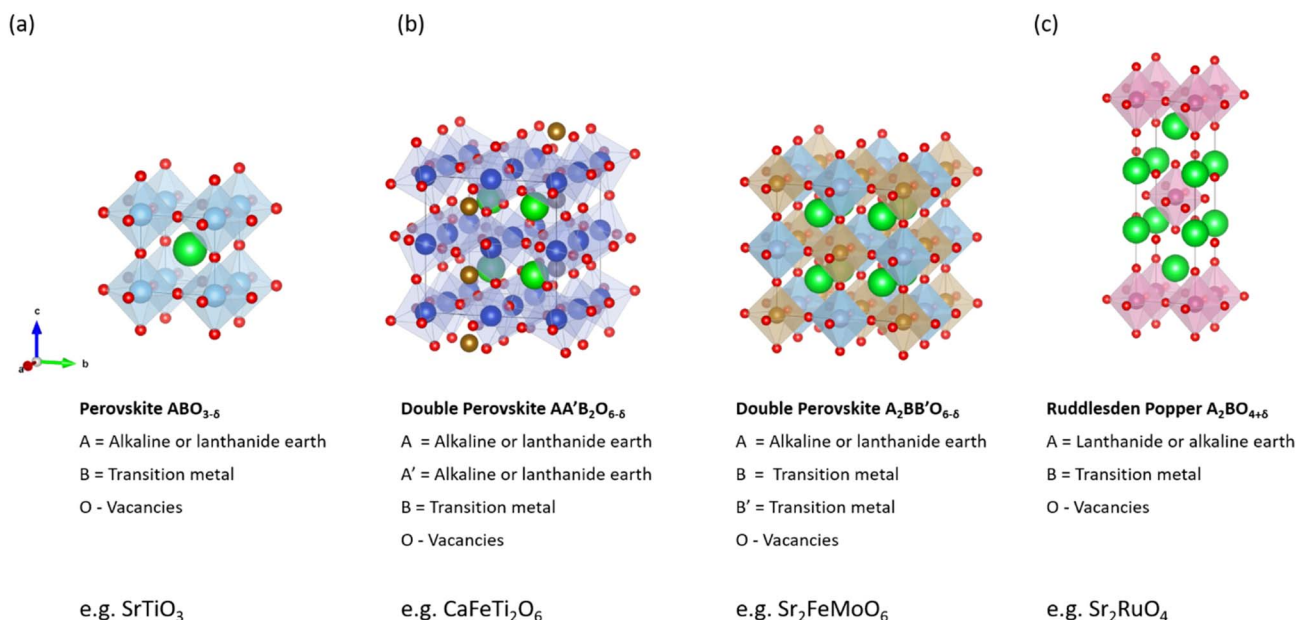 (a)
(b)
(c)
c
b
a
Perovskite ABO₃₋δ
A = Alkaline or lanthanide earth
B = Transition metal
O - Vacancies
e.g. SrTiO₃
Double Perovskite AA’B₂O₆₋δ
A = Alkaline or lanthanide earth
A’ = Alkaline or lanthanide earth
B = Transition metal
O - Vacancies
e.g. CaFeTi₂O₆
Double Perovskite A₂BB’O₆₋δ
A = Alkaline or lanthanide earth
B = Transition metal
B’ = Transition metal
O - Vacancies
e.g. Sr₂FeMoO₆
Ruddlesden Popper A₂BO₄₊δ
A = Lanthanide or alkaline earth
B = Transition metal
O - Vacancies
e.g. Sr₂RuO₄